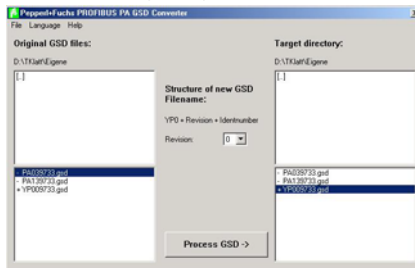 Pepperl+Fuchs PROFIBUS PA GSD Converter
File Language Help
Original GSD files:
D:\TKlatt\Eigene
[..]
- PA039733.gsd
- PA139733.gsd
+ YP009733.gsd
Structure of new GSD
Filename:
YP0 + Revision + Identnumber
Revision: 0
Process GSD ->
Target directory:
D:\TKlatt\Eigene
[..]
- PA039733.gsd
- PA139733.gsd
+ YP009733.gsd